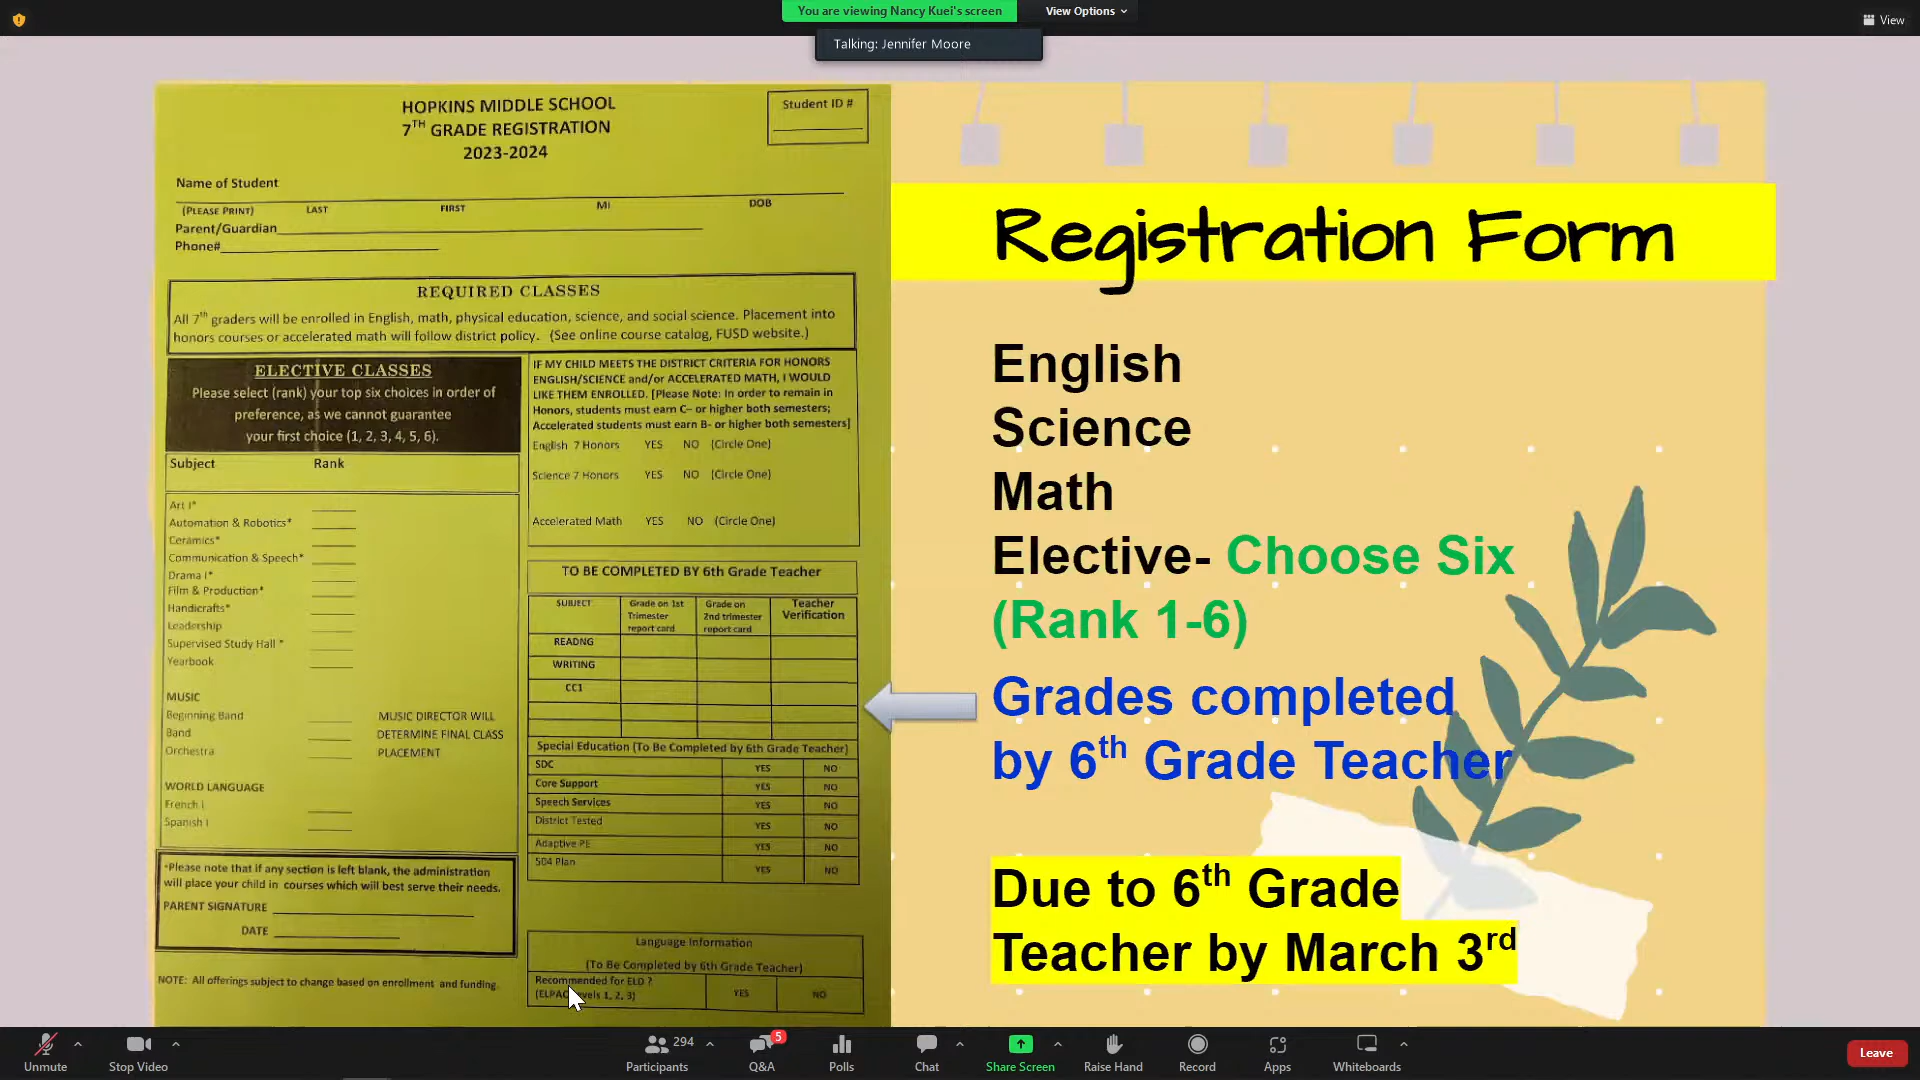 You are viewing Nancy Kuei's screen
View Options
View
Talking: Jennifer Moore
HOPKINS MIDDLE SCHOOL
7TH GRADE REGISTRATION
2023-2024
Student ID #
Name of Student
(PLEASE PRINT) LAST FIRST MI DOB
Parent/Guardian
Phone#
REQUIRED CLASSES
All 7th graders will be enrolled in English, math, physical education, science, and social science. Placement into
honors courses or accelerated math will follow district policy. (See online course catalog, FUSD website.)
ELECTIVE CLASSES
Please select (rank) your top six choices in order of
preference, as we cannot guarantee
your first choice (1, 2, 3, 4, 5, 6).
Subject Rank
Art I*
Automation & Robotics*
Ceramics*
Communication & Speech*
Drama I*
Film & Production*
Handicrafts*
Leadership
Supervised Study Hall *
Yearbook
MUSIC
Beginning Band
Band
Orchestra
MUSIC DIRECTOR WILL
DETERMINE FINAL CLASS
PLACEMENT
WORLD LANGUAGE
French I
Spanish I
*Please note that if any section is left blank, the administration
will place your child in courses which will best serve their needs.
PARENT SIGNATURE
DATE
NOTE: All offerings subject to change based on enrollment and funding.
IF MY CHILD MEETS THE DISTRICT CRITERIA FOR HONORS
ENGLISH/SCIENCE and/or ACCELERATED MATH, I WOULD
LIKE THEM ENROLLED. [Please Note: In order to remain in
Honors, students must earn C- or higher both semesters;
Accelerated students must earn B- or higher both semesters]
English 7 Honors YES NO (Circle One)
Science 7 Honors YES NO (Circle One)
Accelerated Math YES NO (Circle One)
TO BE COMPLETED BY 6th Grade Teacher
SUBJECT
Grade on 1st
Trimester
report card
Grade on
2nd trimester
report card
Teacher
Verification
READNG
WRITING
CC1
Special Education (To Be Completed by 6th Grade Teacher)
SDC YES NO
Core Support YES NO
Speech Services YES NO
District Tested YES NO
Adaptive PE YES NO
504 Plan YES NO
Language Information
(To Be Completed by 6th Grade Teacher)
Recommended for ELD ?
(ELPAC 1, 2, 3) YES NO
Registration Form
English
Science
Math
Elective- Choose Six
(Rank 1-6)
Grades completed
by 6th Grade Teacher
Due to 6th Grade
Teacher by March 3rd
Unmute
Stop Video
294
Participants
5
Q&A
Polls
Chat
Share Screen
Raise Hand
Record
Apps
Whiteboards
Leave